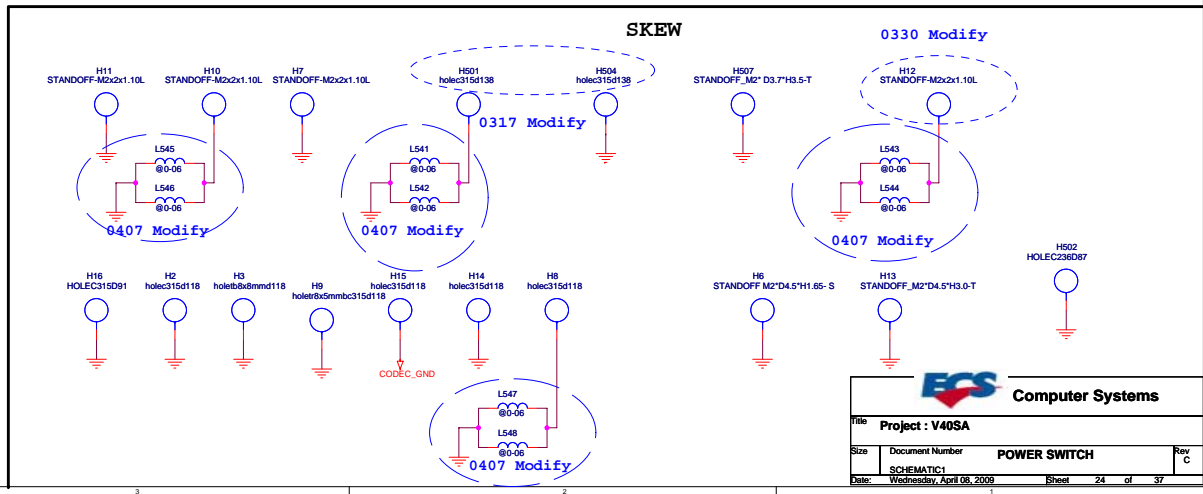 SKEW
0330 Modify
H11
STANDOFF-M2x2x1.10L
H10
STANDOFF-M2x2x1.10L
H7
STANDOFF-M2x2x1.10L
H501
holec315d138
H504
holec315d138
H507
STANDOFF_M2* D3.7*H3.5-T
H12
STANDOFF-M2x2x1.10L
0317 Modify
L545
@0-06
L546
@0-06
0407 Modify
L541
@0-06
L542
@0-06
0407 Modify
L543
@0-06
L544
@0-06
0407 Modify
H16
HOLEC315D91
H2
holec315d118
H3
holetb8x8mmd118
H9
holetr8x5mmbc315d118
H15
holec315d118
H14
holec315d118
H8
holec315d118
H6
STANDOFF M2*D4.5*H1.65- S
H13
STANDOFF_M2*D4.5*H3.0-T
H502
HOLEC236D87
CODEC_GND
L547
@0-06
L548
@0-06
0407 Modify
ECS Computer Systems
Title Project : V40SA
Size Document Number POWER SWITCH Rev
SCHEMATIC1 C
Date: Wednesday, April 08, 2009 Sheet 24 of 37
3 2 1